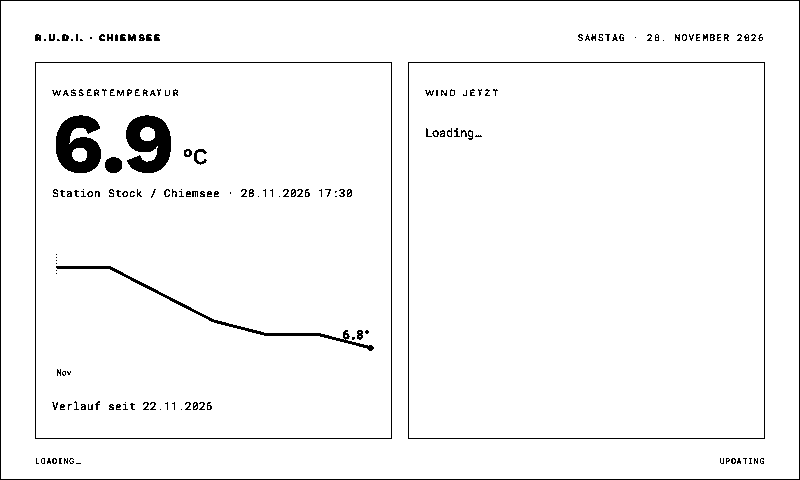 R.U.D.I. · CHIEMSEE
SAMSTAG · 28. NOVEMBER 2026
WASSERTEMPERATUR
6.9 °C
Station Stock / Chiemsee · 28.11.2026 17:30
6.8°
Nov
Verlauf seit 22.11.2026
WIND JETZT
Loading…
LOADING…
UPDATING